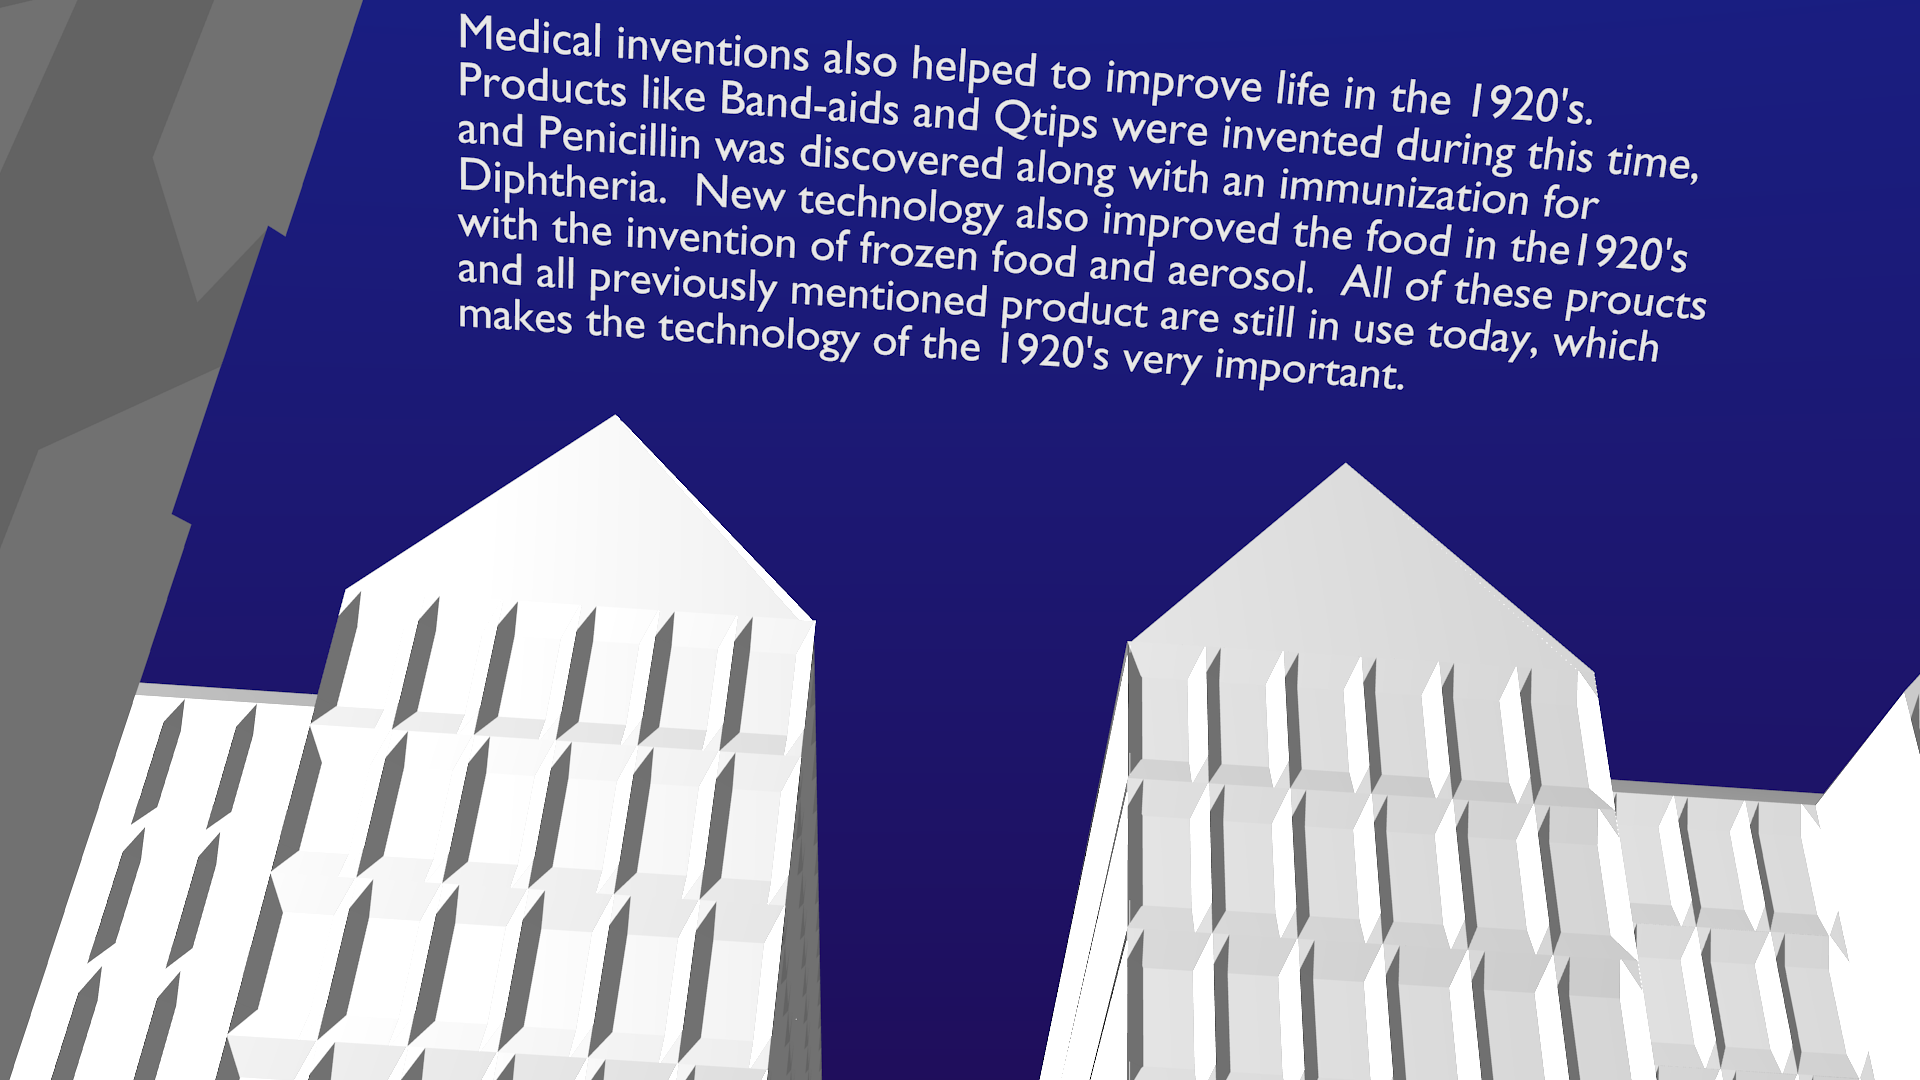 Medical inventions also helped to improve life in the 1920's.
Products like Band-aids and Qtips were invented during this time,
and Penicillin was discovered along with an immunization for
Diphtheria.  New technology also improved the food in the1920's
with the invention of frozen food and aerosol.  All of these proucts
and all previously mentioned product are still in use today, which
makes the technology of the 1920's very important.